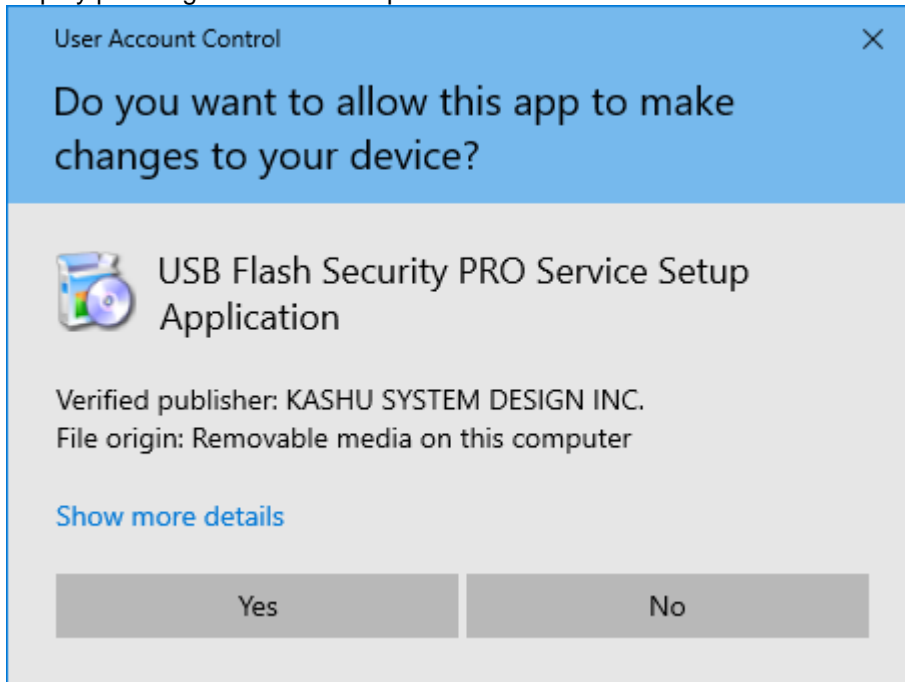 User Account Control
Do you want to allow this app to make
changes to your device?
USB Flash Security PRO Service Setup
Application
Verified publisher: KASHU SYSTEM DESIGN INC.
File origin: Removable media on this computer
Show more details
Yes
No